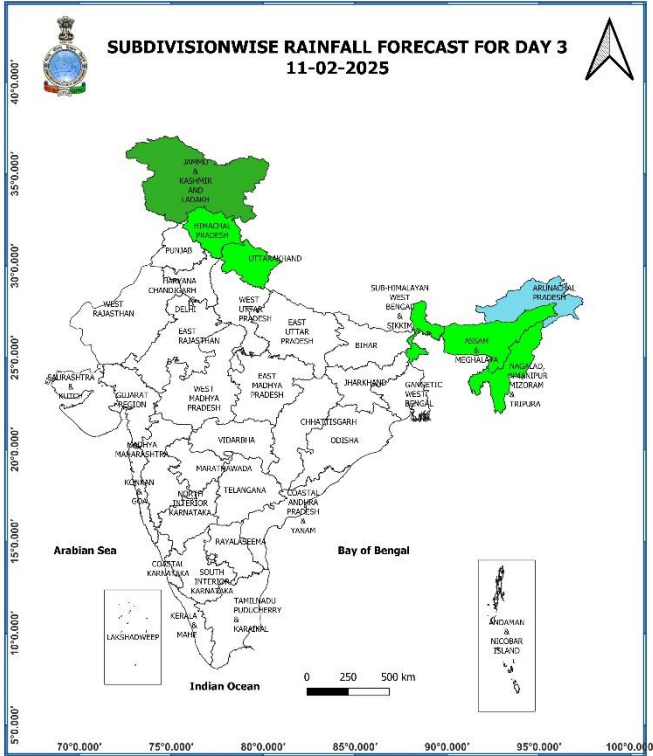 SUBDIVISIONWISE RAINFALL FORECAST FOR DAY 3
11-02-2025
40°0.000'
35°0.000'
30°0.000'
25°0.000'
20°0.000'
15°0.000'
10°0.000'
5°0.000'
JAMMU
&
KASHMIR
AND
LADAKH
HIMACHAL
PRADESH
UTTARAKHAND
PUNJAB
HARYANA
CHANDIGARH
&
DELHI
WEST
RAJASTHAN
WEST
UTTAR
PRADESH
EAST
RAJASTHAN
EAST
UTTAR
PRADESH
SUB-HIMALAYAN
WEST
BENGAL
&
SIKKIM
ARUNACHAL
PRADESH
ASSAM
&
MEGHALAYA
NAGALAD,
MANIPUR
MIZORAM
&
TRIPURA
BIHAR
SAURASHTRA
&
KUTCH
GUJARAT
REGION
WEST
MADHYA
PRADESH
EAST
MADHYA
PRADESH
JHARKHAND
GANGETIC
WEST
BENGAL
CHHATTISGARH
ODISHA
VIDARBHA
MADHYA
MAHARASHTRA
MARATHAWADA
KONKAN
&
GOA
NORTH
INTERIOR
KARNATAKA
TELANGANA
COASTAL
ANDHRA
PRADESH
&
YANAM
RAYALASEEMA
Arabian Sea
Bay of Bengal
COASTAL
KARNATAKA
SOUTH
INTERIOR
KARNATAKA
TAMILNADU
PUDUCHERRY
&
KARAIKAL
KERALA
&
MAHE
LAKSHADWEEP
ANDAMAN
&
NICOBAR
ISLAND
Indian Ocean
0 250 500 km
70°0.000' 75°0.000' 80°0.000' 85°0.000' 90°0.000' 95°0.000' 100°0.000'